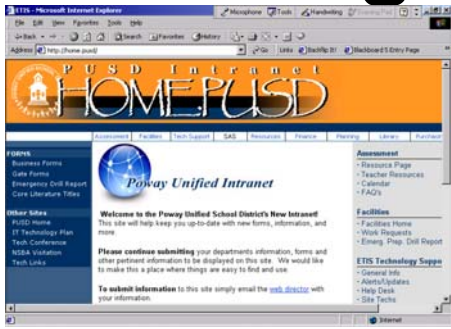 ETIS - Microsoft Internet Explorer
Microphone Tools Handwriting
File Edit View Favorites Tools Help
Back Search Favorites History
Address http://home.pusd/ Go Links Backflip It! Blackboard 5 Entry Page
PUSD Intranet
HOME.PUSD
Assessment Facilities Tech Support SAS Resources Finance Planning Library Purchasin
FORMS
Business Forms
Gate Forms
Emergency Drill Report
Core Literature Titles
Other Sites
PUSD Home
IT Technology Plan
Tech Conference
NSBA Visitation
Tech Links
Poway Unified Intranet
Welcome to the Poway Unified School District's New Intranet!
This site will help keep you up-to-date with new forms, information, and
more
Please continue submitting your departments information, forms and
other pertinent information to be displayed on this site. We would like
to make this a place where things are easy to find and use.
To submit information to this site simply email the web director with
your information.
Assessment
- Resource Page
- Teacher Resources
- Calendar
- FAQ's
Facilities
- Facilities Home
- Work Requests
- Emerg. Prep. Drill Report
ETIS Technology Suppo
- General Info
- Alerts/Updates
- Help Desk
- Site Techs
Internet